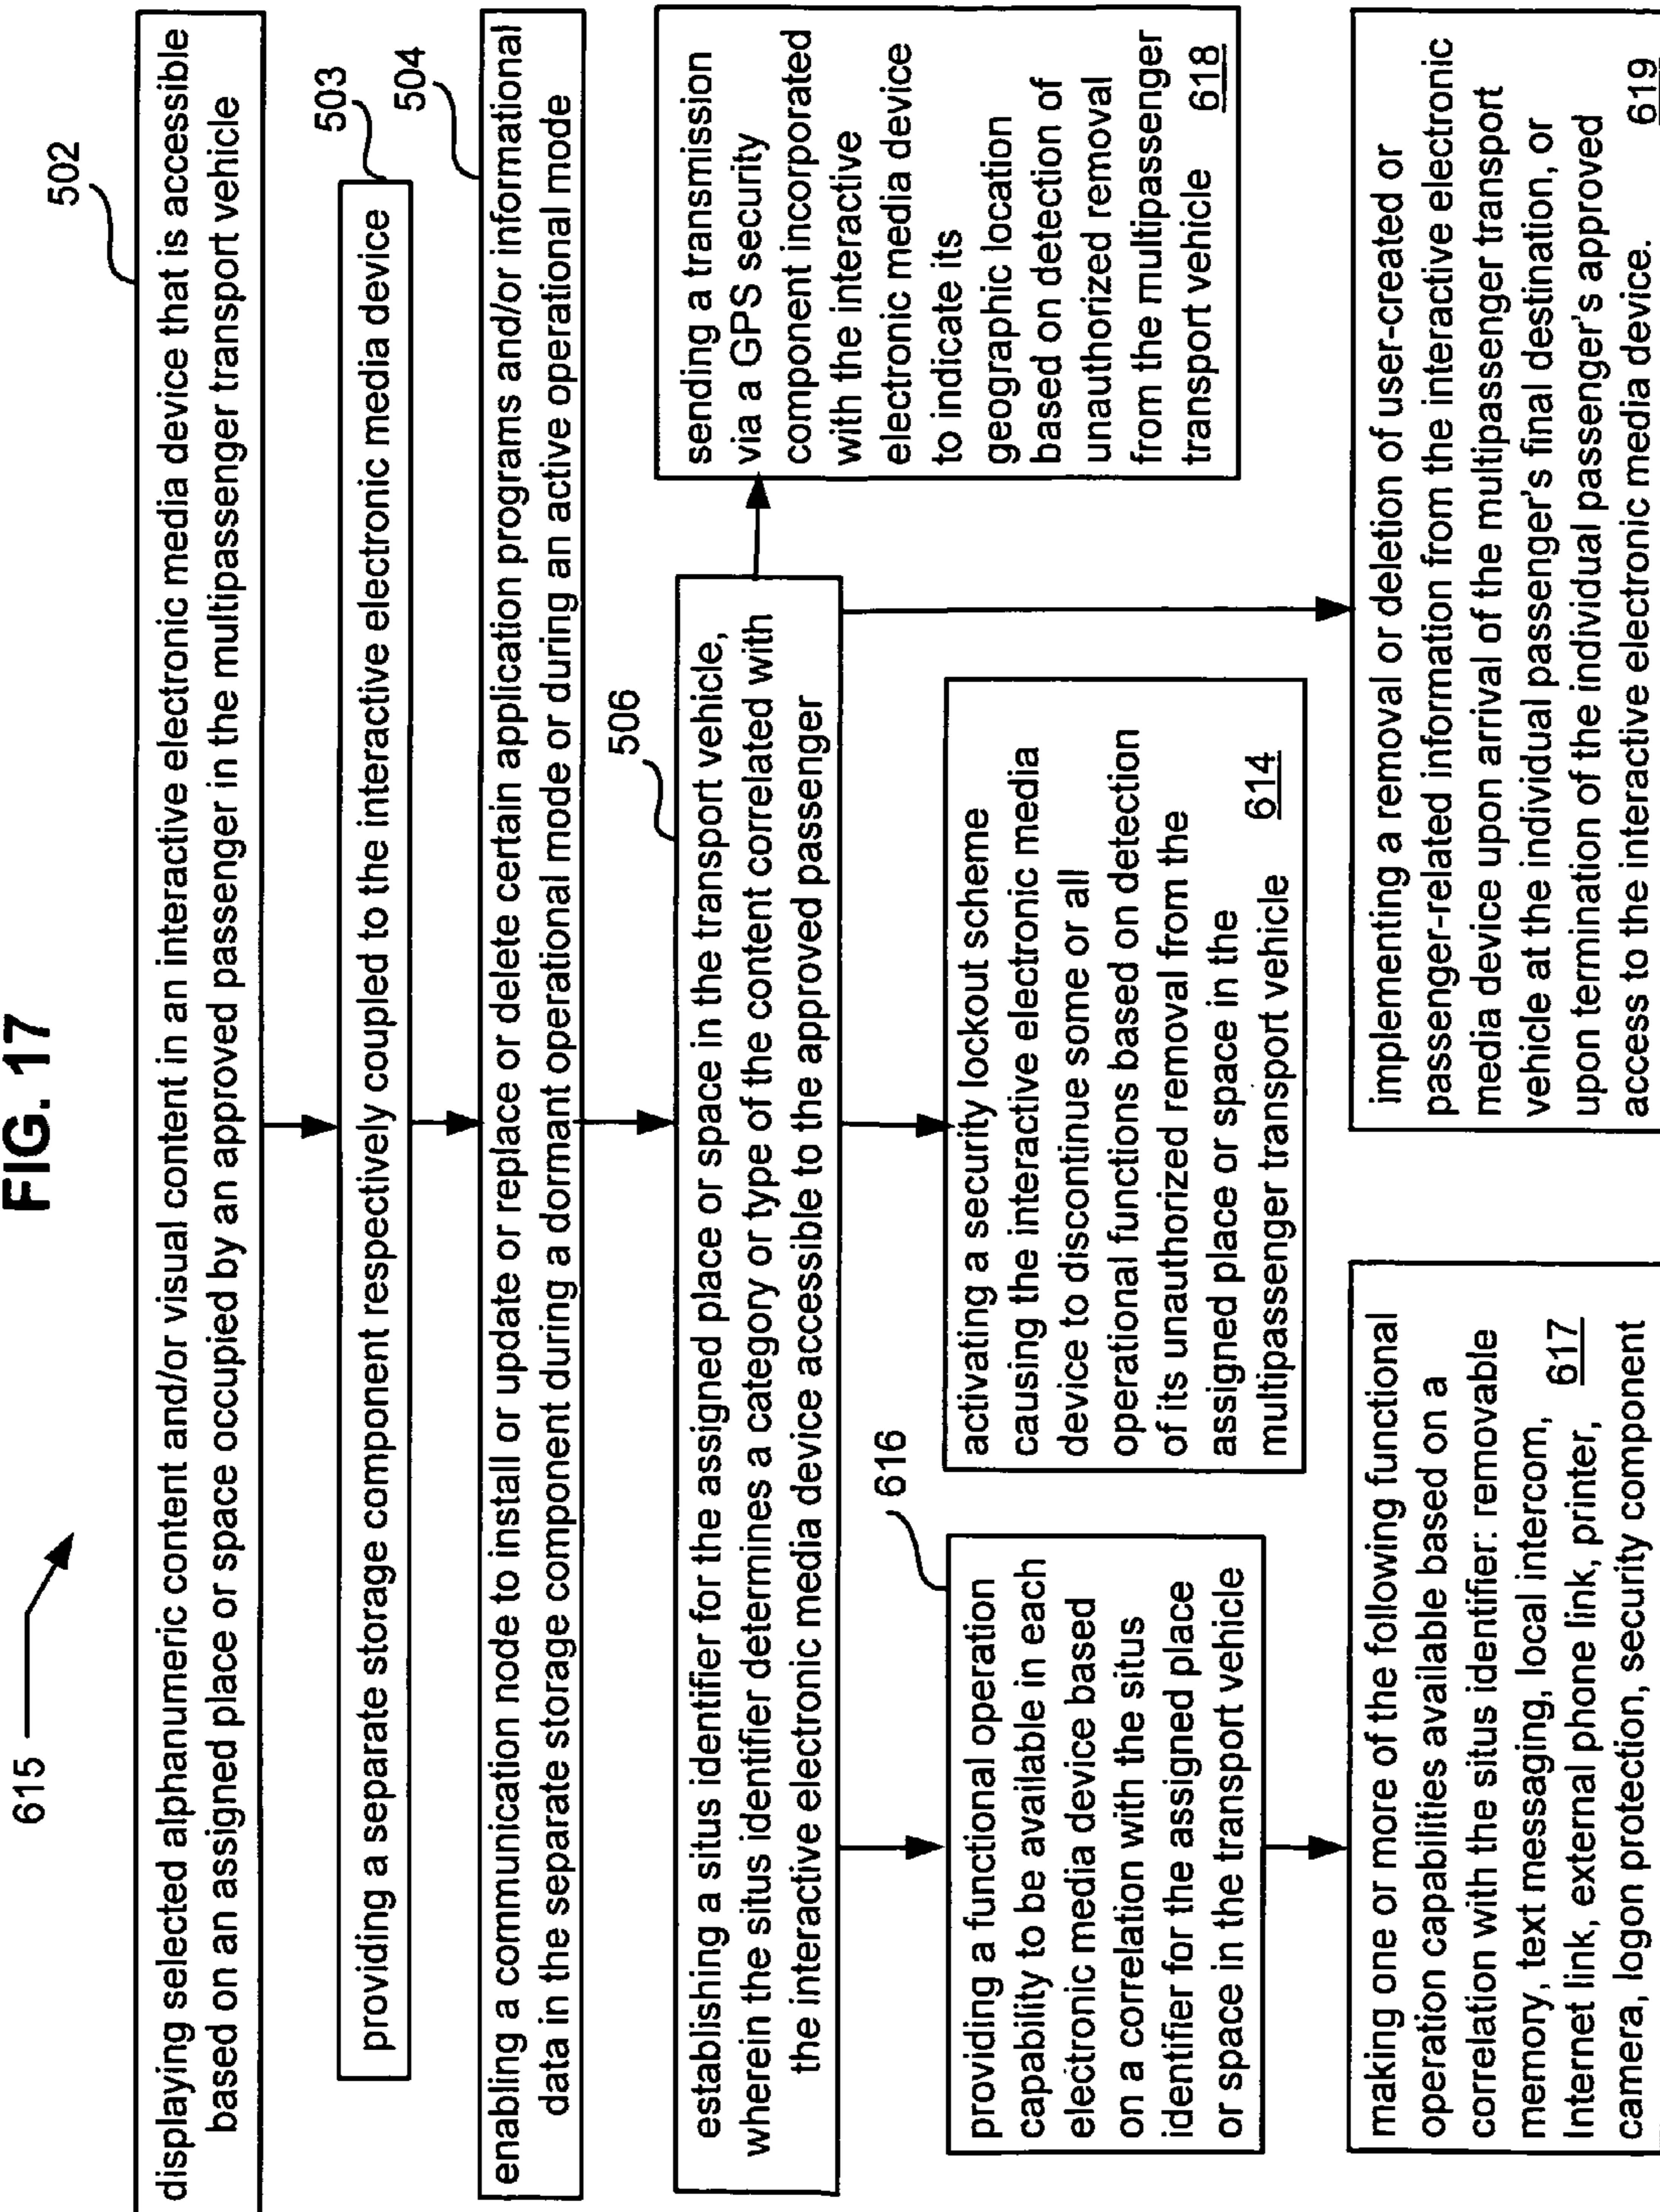 FIG. 17
615
502
displaying selected alphanumeric content and/or visual content in an interactive electronic media device that is accessible
based on an assigned place or space occupied by an approved passenger in the multipassenger transport vehicle
503
providing a separate storage component respectively coupled to the interactive electronic media device
504
enabling a communication node to install or update or replace or delete certain application programs and/or informational
data in the separate storage component during a dormant operational mode or during an active operational mode
506
establishing a situs identifier for the assigned place or space in the transport vehicle,
wherein the situs identifier determines a category or type of the content correlated with
the interactive electronic media device accessible to the approved passenger
sending a transmission
via a GPS security
component incorporated
with the interactive
electronic media device
to indicate its
geographic location
based on detection of
unauthorized removal
from the multipassenger
transport vehicle 618
616
providing a functional operation
capability to be available in each
electronic media device based
on a correlation with the situs
identifier for the assigned place
or space in the transport vehicle
activating a security lockout scheme
causing the interactive electronic media
device to discontinue some or all
operational functions based on detection
of its unauthorized removal from the
assigned place or space in the
multipassenger transport vehicle 614
making one or more of the following functional
operation capabilities available based on a
correlation with the situs identifier: removable
memory, text messaging, local intercom,
Internet link, external phone link, printer, 617
camera, logon protection, security component
implementing a removal or deletion of user-created or
passenger-related information from the interactive electronic
media device upon arrival of the multipassenger transport
vehicle at the individual passenger's final destination, or
upon termination of the individual passenger's approved
access to the interactive electronic media device. 619